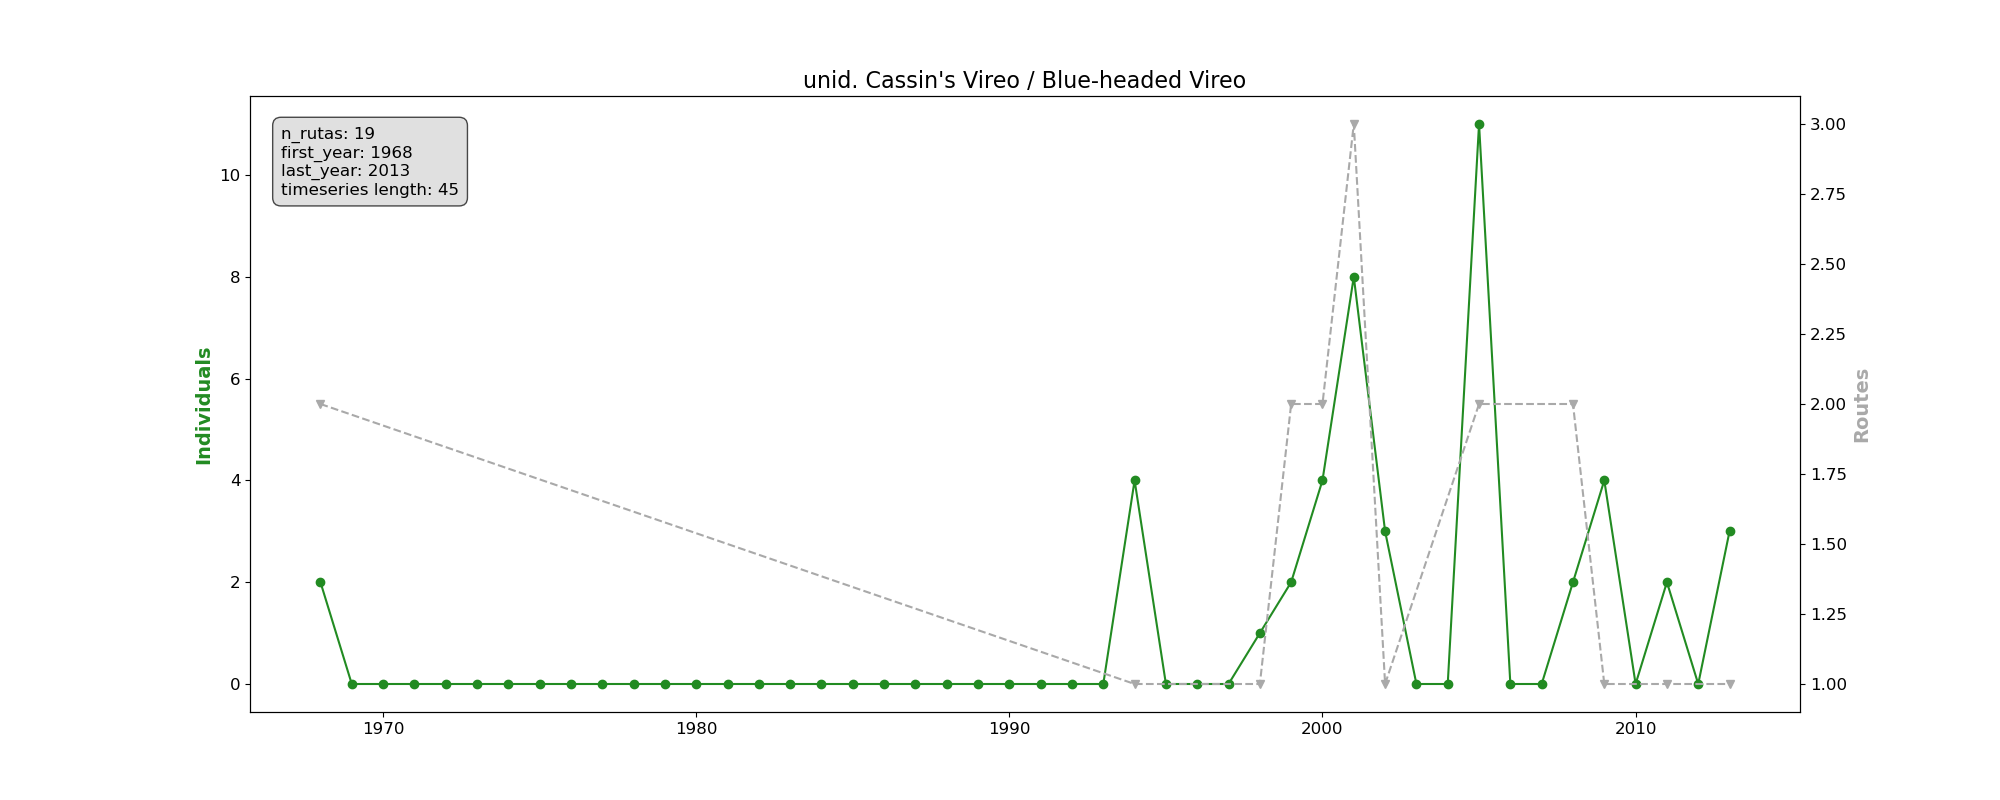 unid. Cassin's Vireo / Blue-headed Vireo
n_rutas: 19
first_year: 1968
last_year: 2013
timeseries length: 45
Individuals
10
8
6
4
2
0
3.00
2.75
2.50
2.25
2.00
1.75
1.50
1.25
1.00
Routes
1970 1980 1990 2000 2010